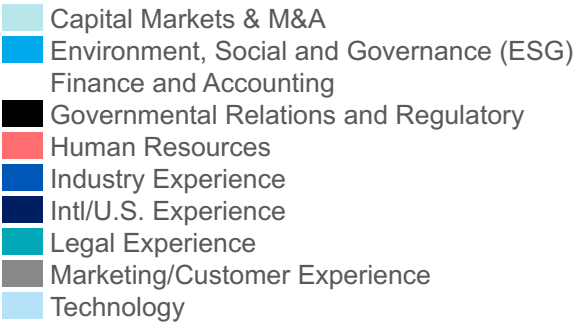 Capital Markets & M&A
Environment, Social and Governance (ESG)
Finance and Accounting
Governmental Relations and Regulatory
Human Resources
Industry Experience
Intl/U.S. Experience
Legal Experience
Marketing/Customer Experience
Technology